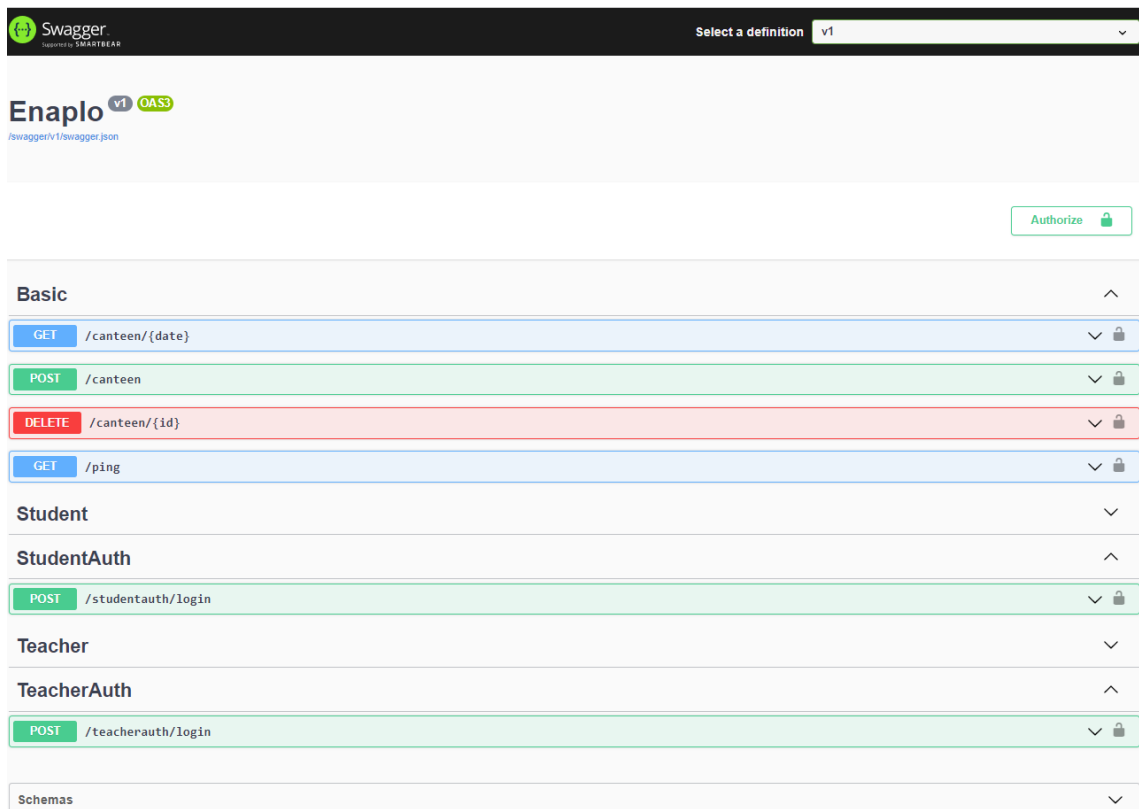 Swagger.
Supported by SMARTBEAR
Select a definition v1
Enaplo v1 OAS3
/swagger/v1/swagger.json
Authorize
Basic
GET /canteen/{date}
POST /canteen
DELETE /canteen/{id}
GET /ping
Student
StudentAuth
POST /studentauth/login
Teacher
TeacherAuth
POST /teacherauth/login
Schemas